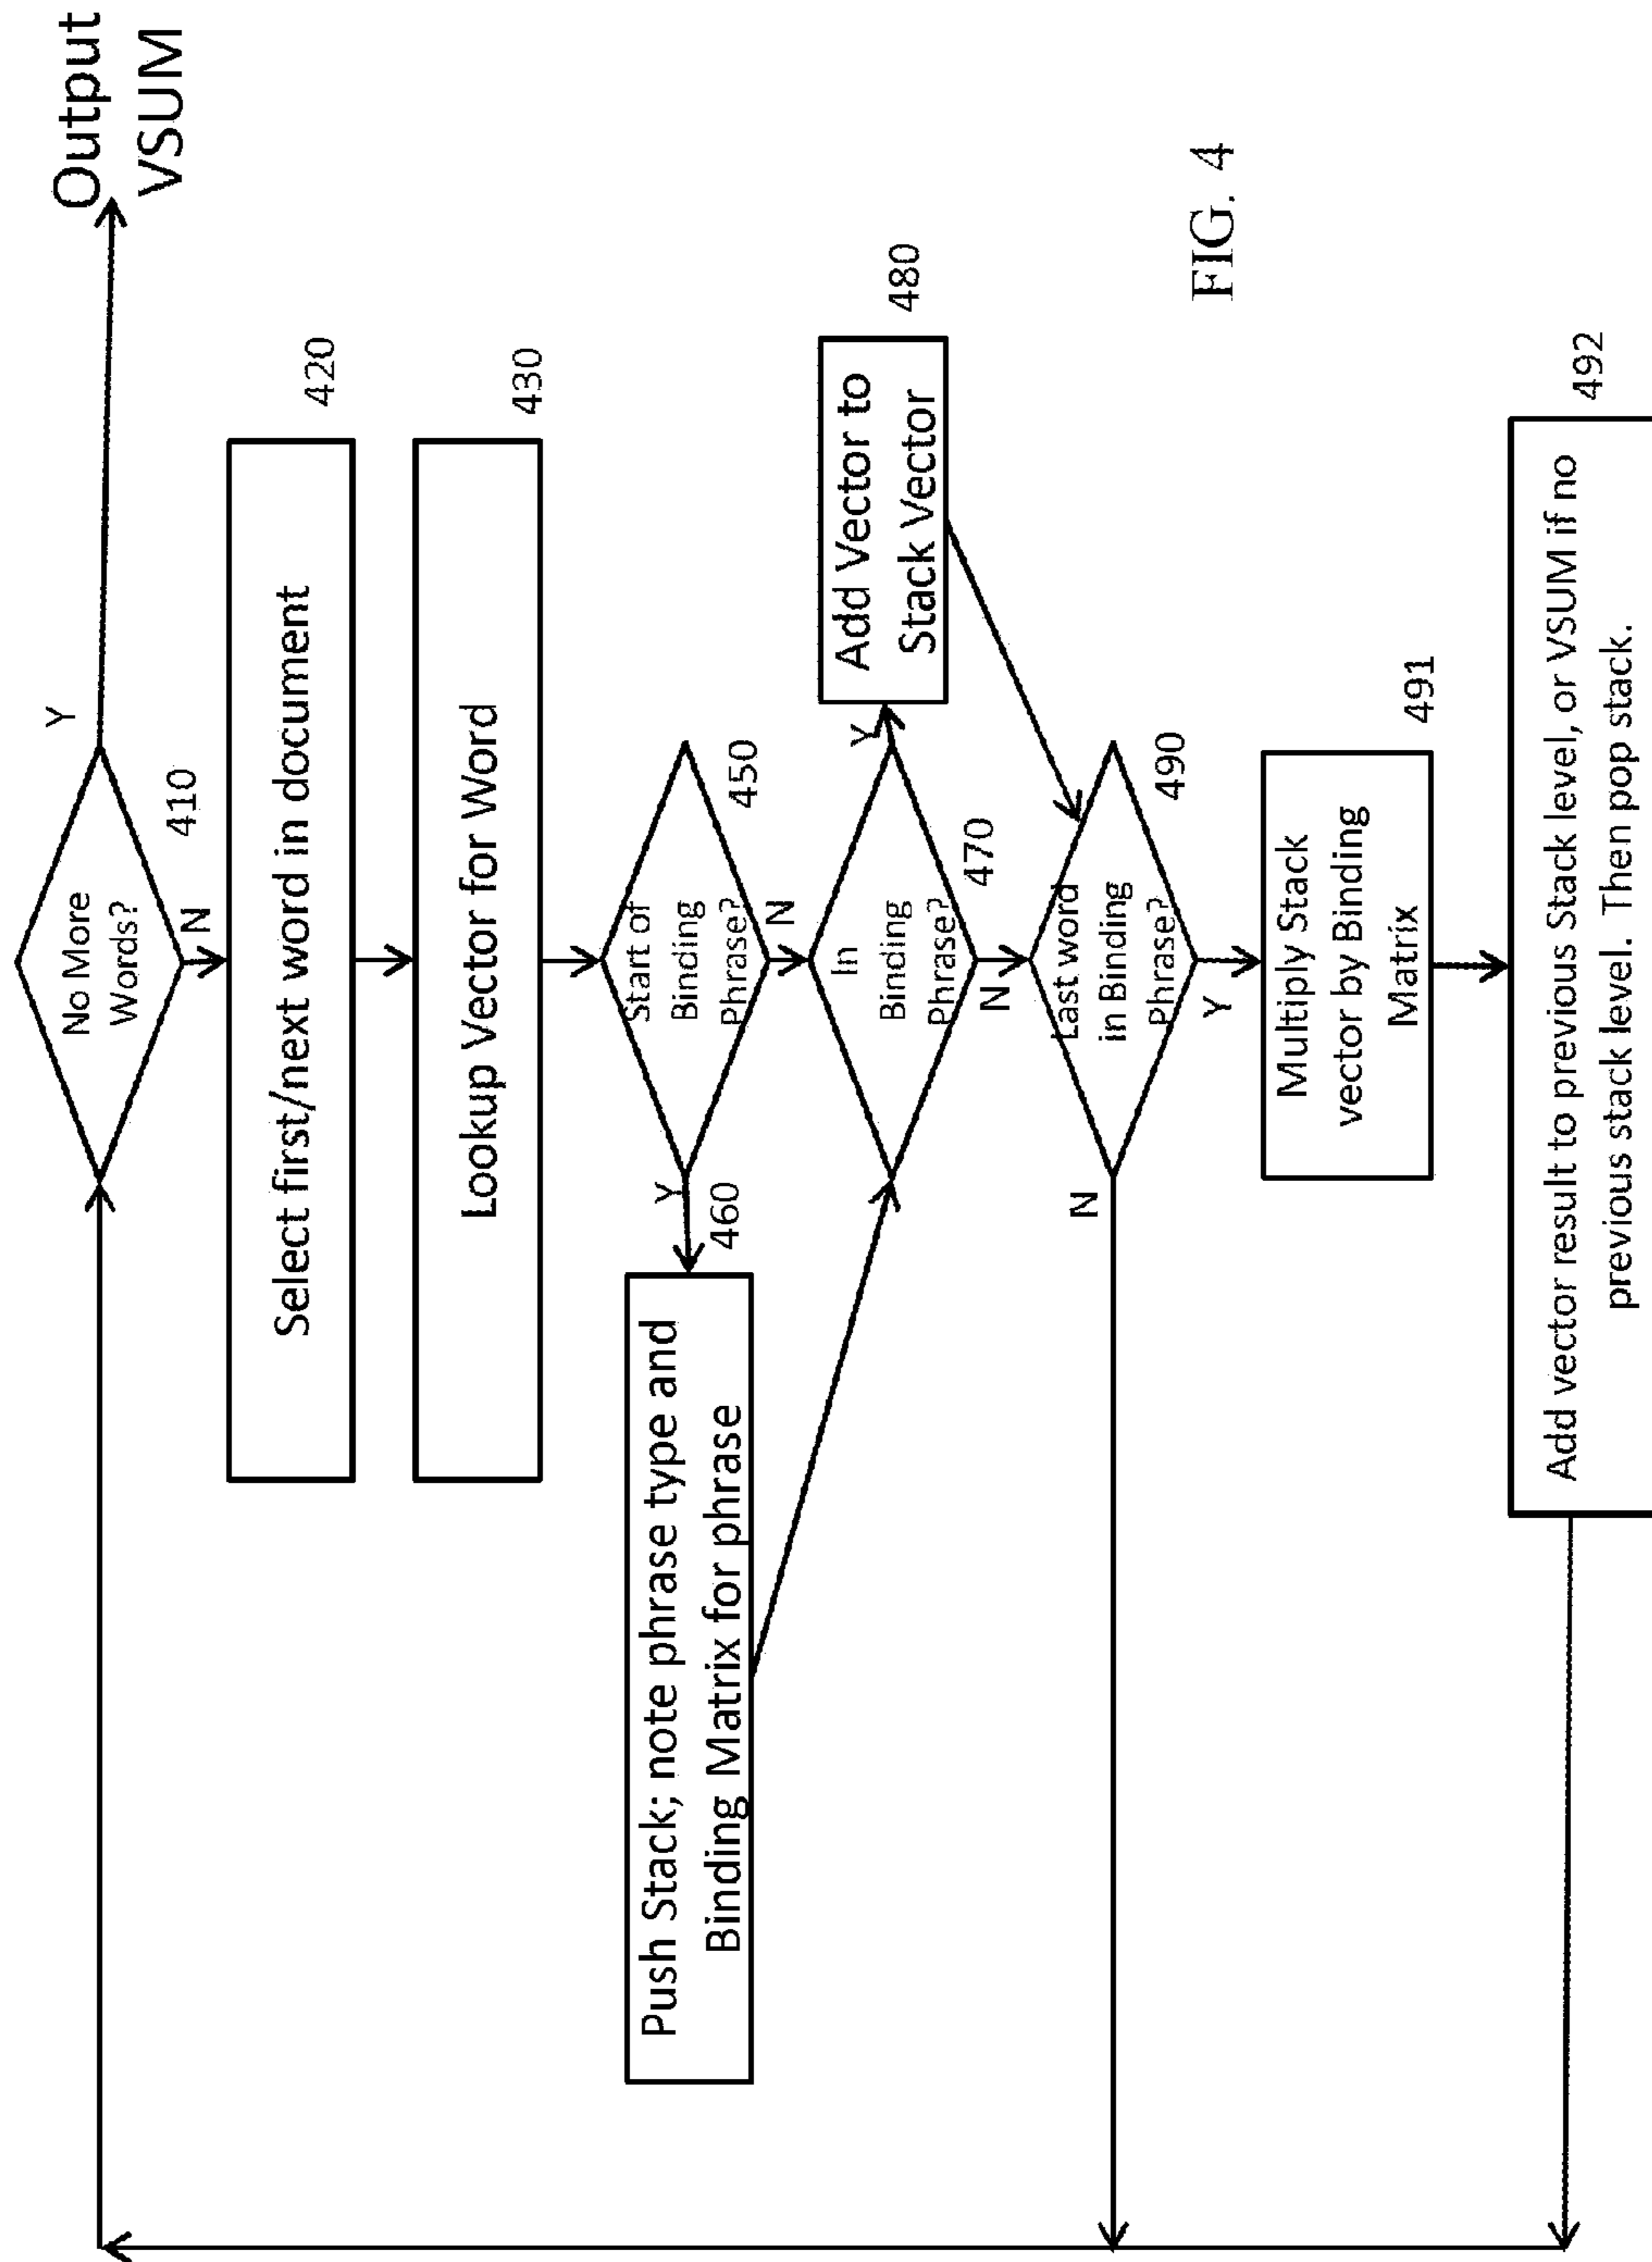 No More
Words?
410
Y
N
Output
VSUM
Select first/next word in document
420
Lookup Vector for Word
430
Start of
Binding
Phrase?
450
Y
N
460
Push Stack; note phrase type and
Binding Matrix for phrase
In
Binding
Phrase?
470
Y
N
Add Vector to
Stack Vector
480
Last word
in Binding
Phrase?
490
N
Y
Multiply Stack
vector by Binding
Matrix
491
Add vector result to previous Stack level, or VSUM if no
previous stack level. Then pop stack.
492
FIG. 4